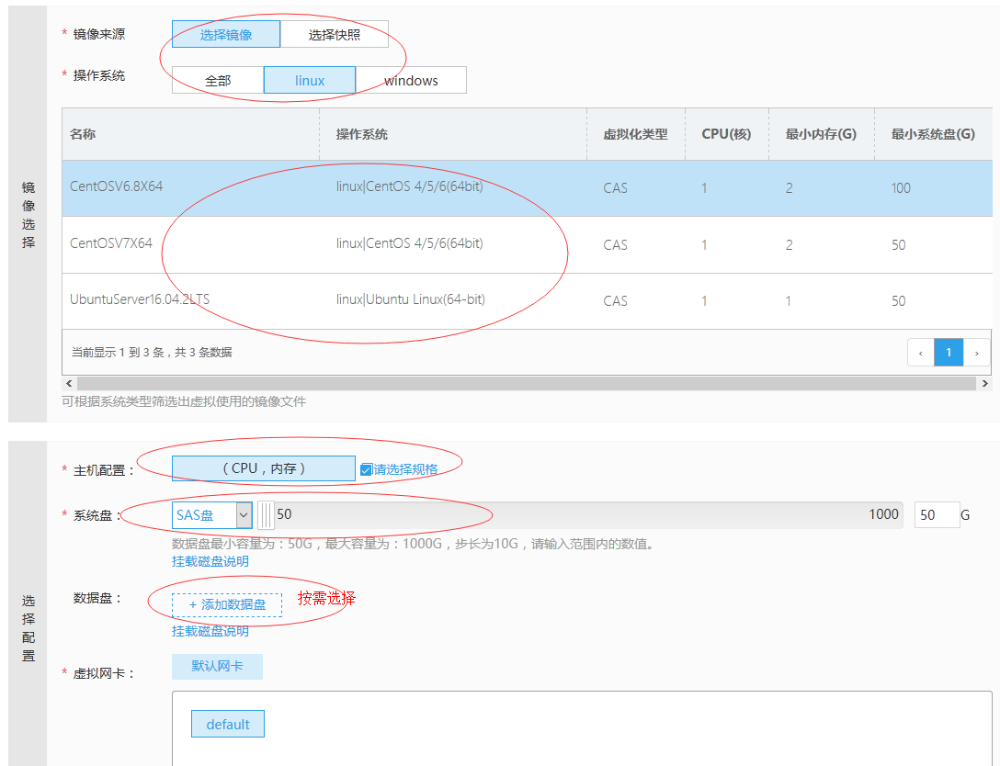 * 镜像来源 选择镜像 选择快照
* 操作系统 全部 linux windows
镜像选择
名称 操作系统 虚拟化类型 CPU(核) 最小内存(G) 最小系统盘(G)
CentOSV6.8X64 linux|CentOS 4/5/6(64bit) CAS 1 2 100
CentOSV7X64 linux|CentOS 4/5/6(64bit) CAS 1 2 50
UbuntuServer16.04.2LTS linux|Ubuntu Linux(64-bit) CAS 1 1 50
当前显示 1 到 3 条，共 3 条数据 ‹ 1 ›
可根据系统类型筛选出虚拟使用的镜像文件
* 主机配置： （CPU，内存） 请选择规格
* 系统盘： SAS盘 50 1000 50 G
数据盘最小容量为：50G，最大容量为：1000G，步长为10G，请输入范围内的数值。
挂载磁盘说明
选择配置
数据盘： + 添加数据盘 按需选择
挂载磁盘说明
* 虚拟网卡： 默认网卡
default